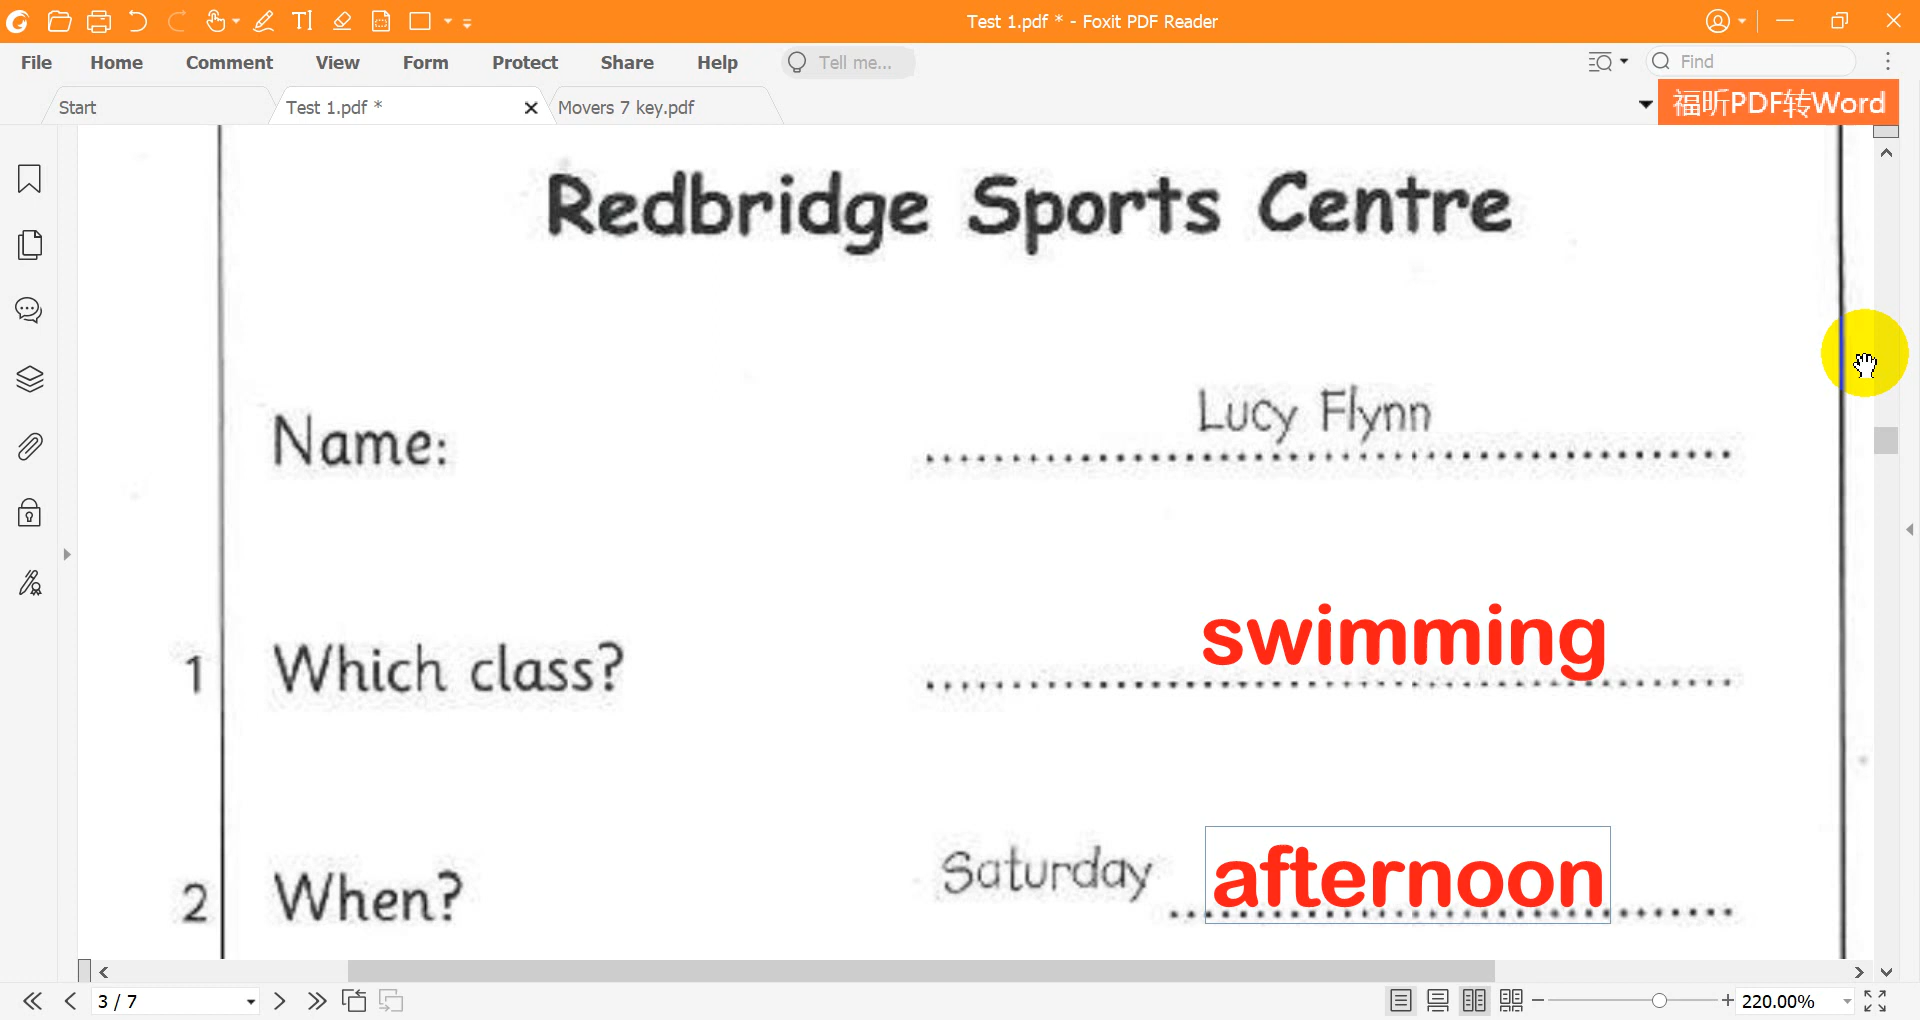 Test 1.pdf * - Foxit PDF Reader
File Home Comment View Form Protect Share Help Tell me... Find
Start Test 1.pdf * Movers 7 key.pdf 福昕PDF转Word
Redbridge Sports Centre
Name: Lucy Flynn
1 Which class? swimming
2 When? Saturday afternoon
3 / 7 220.00%